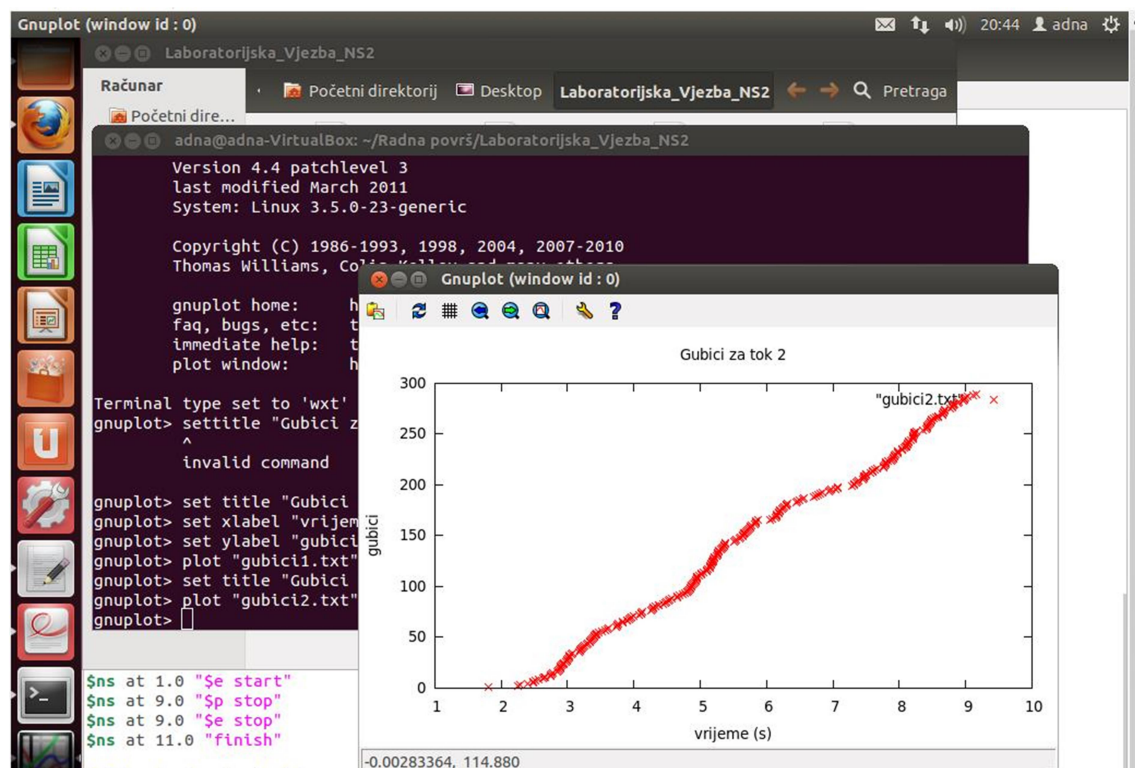 Gnuplot (window id : 0)
20:44 adna
Laboratorijska_Vjezba_NS2
Računar
Početni direktorij Desktop Laboratorijska_Vjezba_NS2 Pretraga
Početni dire...
adna@adna-VirtualBox: ~/Radna površ/Laboratorijska_Vjezba_NS2
Version 4.4 patchlevel 3
last modified March 2011
System: Linux 3.5.0-23-generic
Copyright (C) 1986-1993, 1998, 2004, 2007-2010
Thomas Williams, Colin Kelley and many others
gnuplot home: h
faq, bugs, etc: t
immediate help: t
plot window: h
Terminal type set to 'wxt'
gnuplot> settitle "Gubici z
^
invalid command
gnuplot> set title "Gubici
gnuplot> set xlabel "vrijem
gnuplot> set ylabel "gubici
gnuplot> plot "gubici1.txt"
gnuplot> set title "Gubici
gnuplot> plot "gubici2.txt"
gnuplot>
$ns at 1.0 "$e start"
$ns at 9.0 "$p stop"
$ns at 9.0 "$e stop"
$ns at 11.0 "finish"
Gnuplot (window id : 0)
Gubici za tok 2
"gubici2.txt"
300
250
200
150
100
50
0
gubici
1 2 3 4 5 6 7 8 9 10
vrijeme (s)
-0.00283364, 114.880